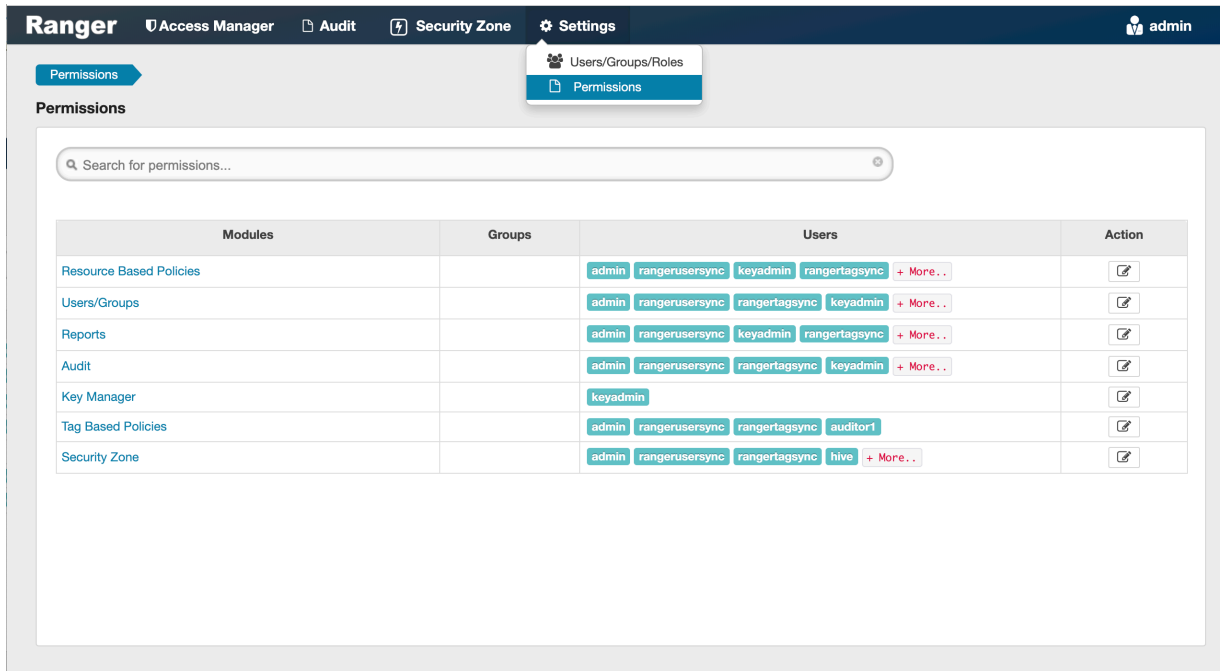 Ranger Access Manager Audit Security Zone Settings admin
Users/Groups/Roles
Permissions
Permissions
Permissions
Search for permissions...
Modules Groups Users Action
Resource Based Policies admin rangerusersync keyadmin rangertagsync + More..
Users/Groups admin rangerusersync rangertagsync keyadmin + More..
Reports admin rangerusersync keyadmin rangertagsync + More..
Audit admin rangerusersync rangertagsync keyadmin + More..
Key Manager keyadmin
Tag Based Policies admin rangerusersync rangertagsync auditor1
Security Zone admin rangerusersync rangertagsync hive + More..